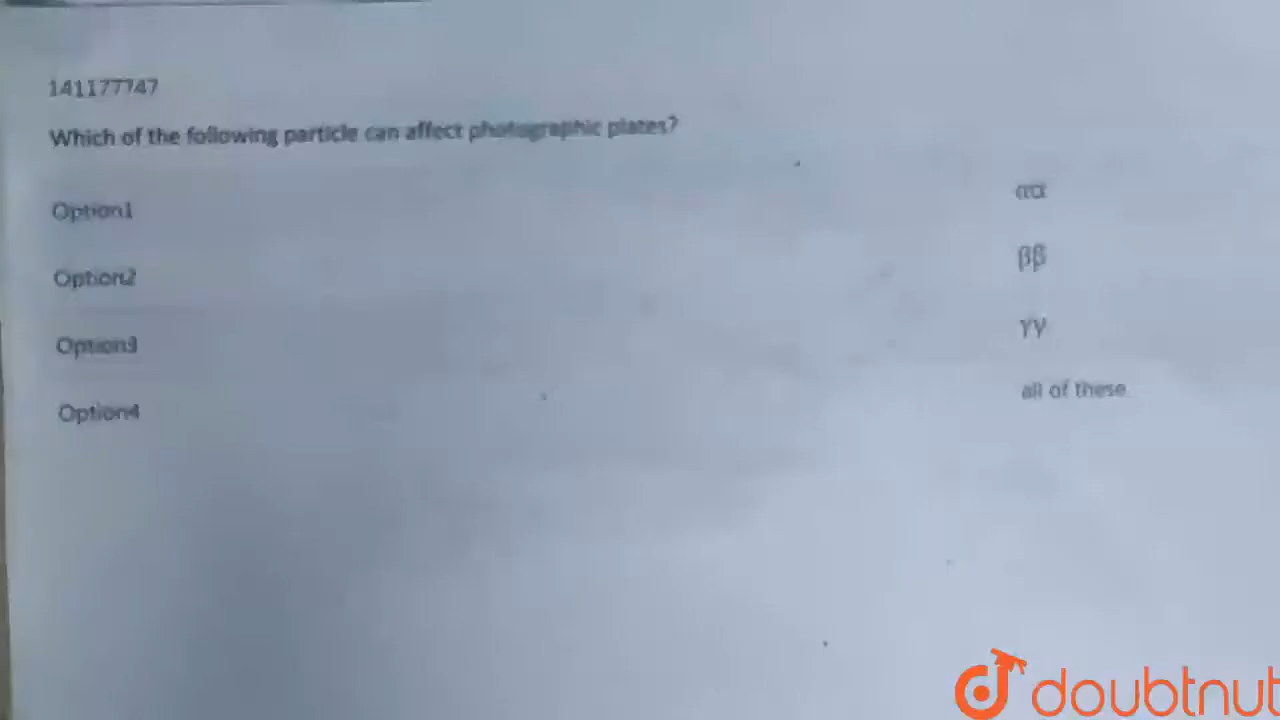 141177747
Which of the following particle can affect photographic plates?
Option1 αα
Option2 ββ
Option3 γγ
Option4 all of these
doubtnut